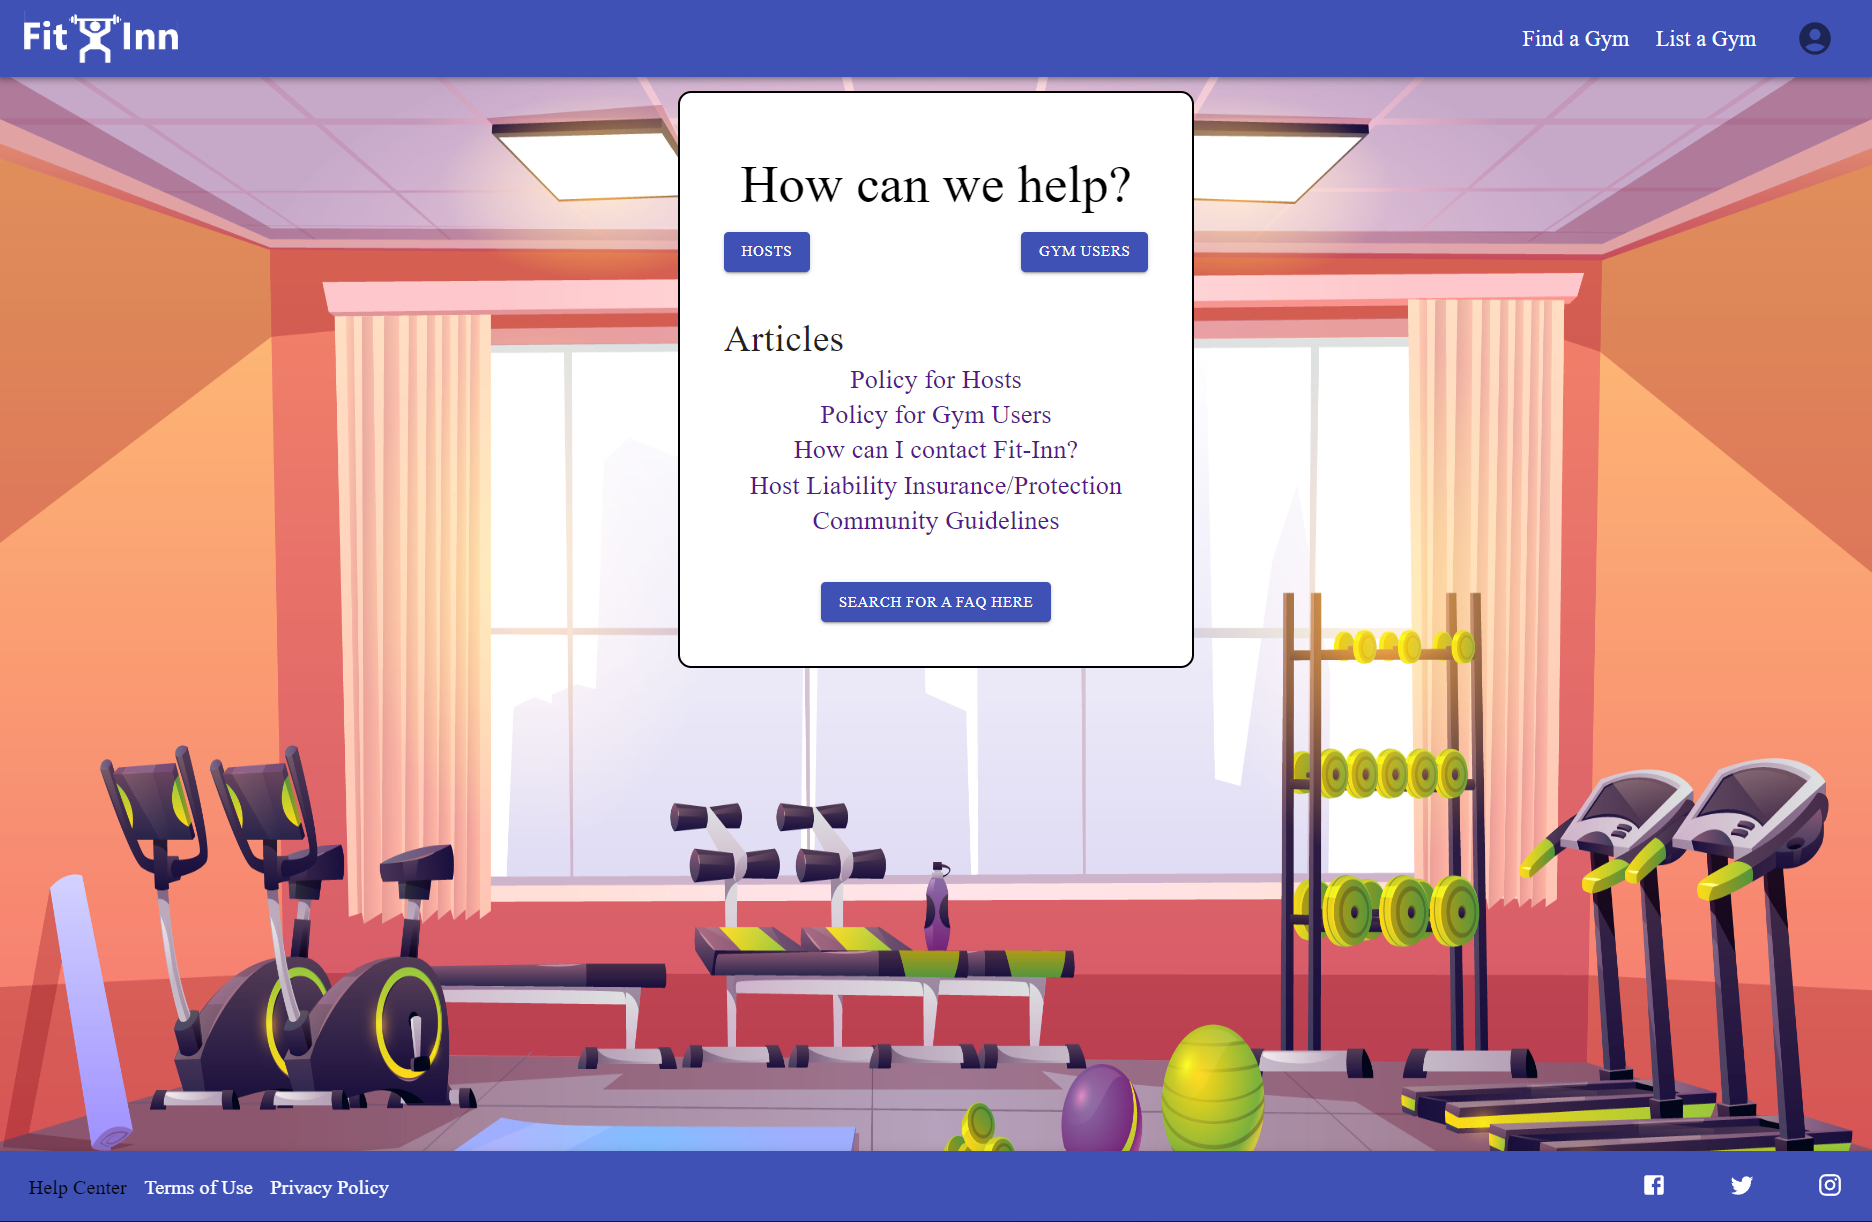 Fit Inn
Find a Gym
List a Gym
How can we help?
HOSTS
GYM USERS
Articles
Policy for Hosts
Policy for Gym Users
How can I contact Fit-Inn?
Host Liability Insurance/Protection
Community Guidelines
SEARCH FOR A FAQ HERE
Help Center
Terms of Use
Privacy Policy